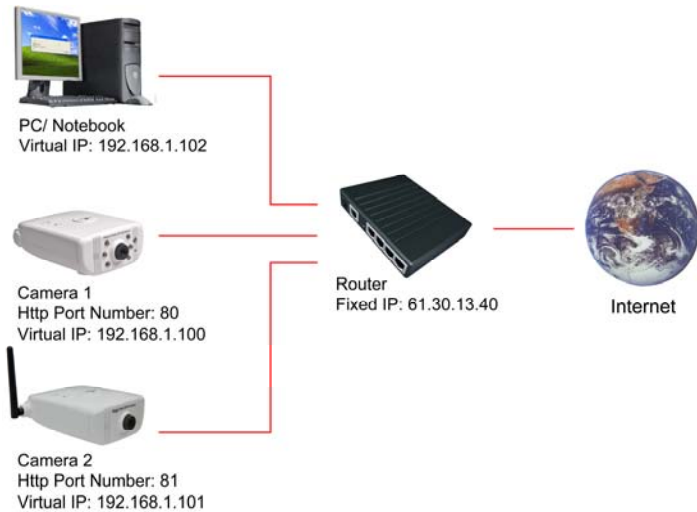 PC/ Notebook
Virtual IP: 192.168.1.102
Camera 1
Http Port Number: 80
Virtual IP: 192.168.1.100
Router
Fixed IP: 61.30.13.40
Internet
Camera 2
Http Port Number: 81
Virtual IP: 192.168.1.101